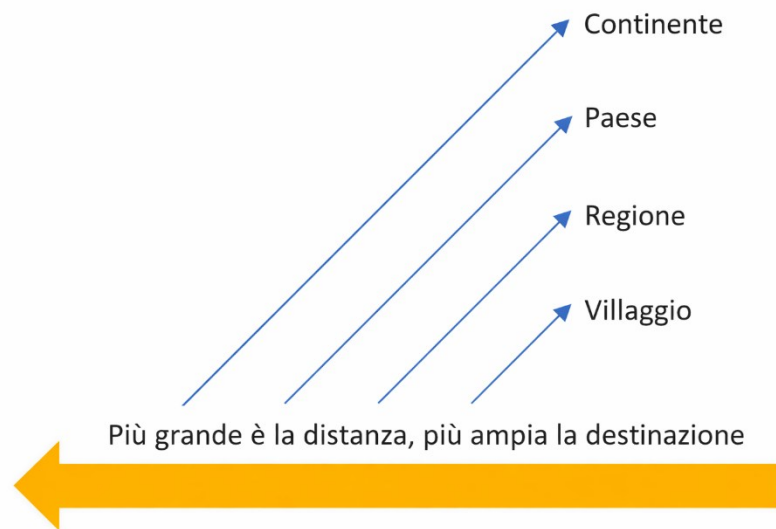 Continente
Paese
Regione
Villaggio
Più grande è la distanza, più ampia la destinazione